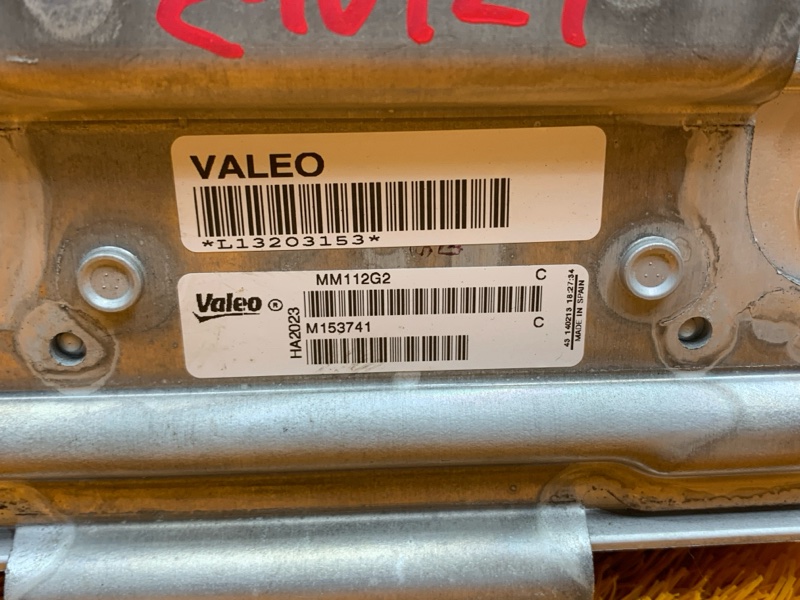 VALEO
*L13203153*
Valeo ®
HA2023
MM112G2 C
M153741 C
43 140213 18:27:34
MADE IN SPAIN